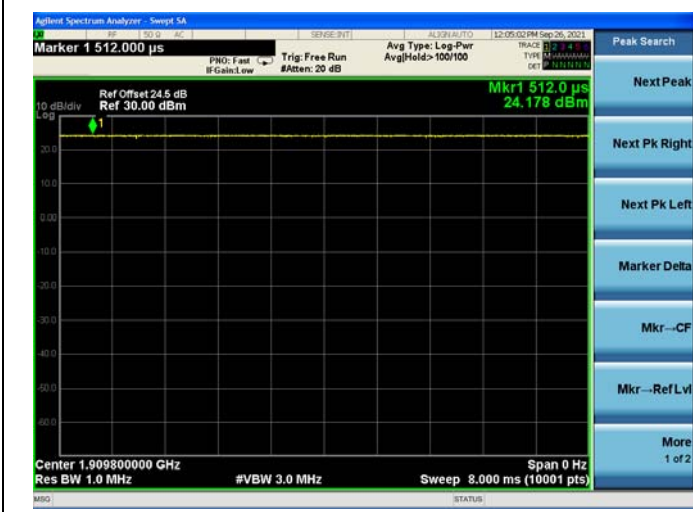 Agilent Spectrum Analyzer - Swept SA
RF 50 Ω AC SENSE:INT ALIGN AUTO 12:05:02 PM Sep 26, 2021
Marker 1 512.000 µs
PNO: Fast Trig: Free Run Avg Type: Log-Pwr TRACE 1 2 3 4 5 6
IFGain:Low #Atten: 20 dB Avg|Hold:> 100/100 TYPE
DET P N N N N N
Peak Search
Mkr1 512.0 µs
24.178 dBm
Ref Offset 24.5 dB
10 dB/div Ref 30.00 dBm
Log
1
20.0
10.0
0.00
-10.0
-20.0
-30.0
-40.0
-50.0
-60.0
Center 1.909800000 GHz Span 0 Hz
Res BW 1.0 MHz #VBW 3.0 MHz Sweep 8.000 ms (10001 pts)
MSG STATUS
Next Peak
Next Pk Right
Next Pk Left
Marker Delta
Mkr→CF
Mkr→Ref Lvl
More
1 of 2